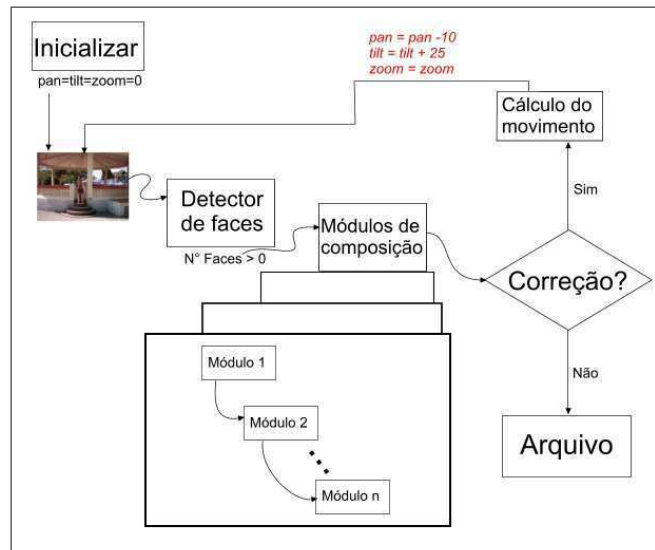 Inicializar
pan=tilt=zoom=0
pan = pan -10
tilt = tilt + 25
zoom = zoom
Cálculo do
movimento
Detector
de faces
N° Faces > 0
Módulos de
composição
Sim
Correção?
Não
Arquivo
Módulo 1
Módulo 2
Módulo n